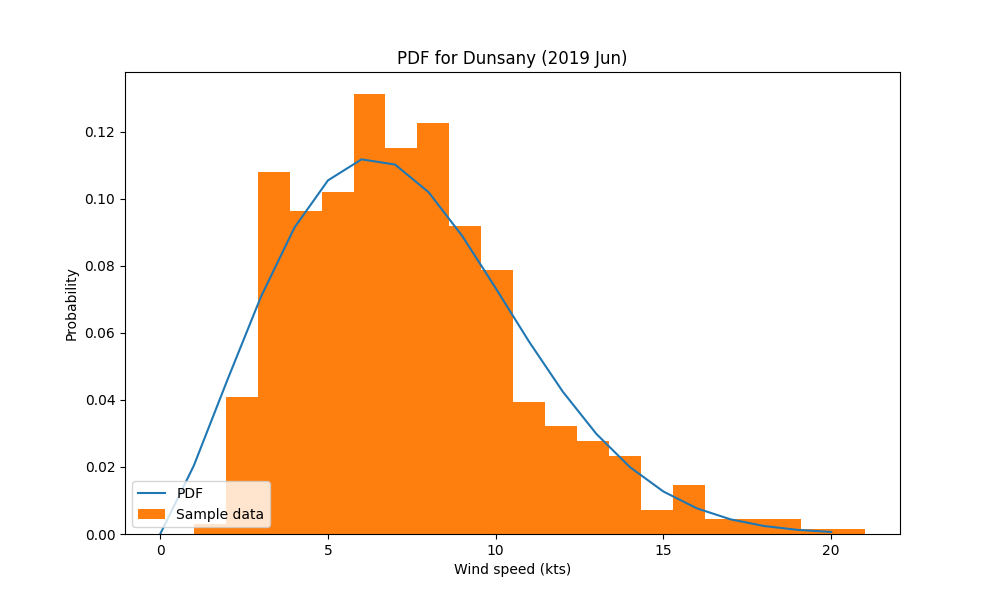 PDF for Dunsany (2019 Jun)
Probability
0.12
0.10
0.08
0.06
0.04
0.02
0.00
PDF
Sample data
0 5 10 15 20
Wind speed (kts)